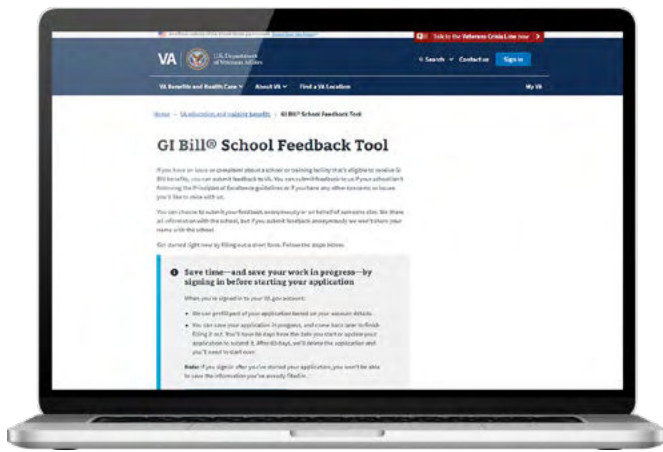 Talk to the Veterans Crisis Line now
VA
U.S. Department of Veterans Affairs
Search
Contact us
Sign in
VA Benefits and Health Care
About VA
Find a VA Location
My VA
Home
VA education and training benefits
GI Bill® School Feedback Tool
GI Bill® School Feedback Tool
If you have an issue or complaint about a school or training facility that's eligible to receive GI
Bill benefits, you can submit feedback to VA. You can submit feedback to us if your school isn't
following the Principles of Excellence guidelines or if you have any other concerns or issues
you'd like to raise with us.
You can choose to submit your feedback anonymously or on behalf of someone else. We share
all information with the school, but if you submit feedback anonymously we won't share your
name with the school.
Get started right now by filling out a short form. Follow the steps below.
Save time—and save your work in progress—by
signing in before starting your application
When you're signed in to your VA.gov account:
• We can prefill part of your application based on your account details.
• You can save your application in progress, and come back later to finish
filling it out. You'll have 60 days from the date you start or update your
application to submit it. After 60 days, we'll delete the application and
you'll need to start over.
Note: If you sign in after you've started your application, you won't be able
to save the information you've already filled in.